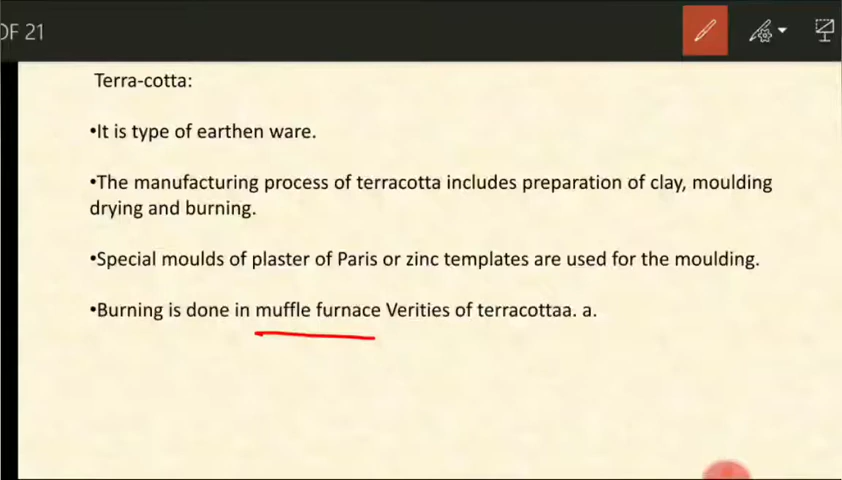 OF 21
Terra-cotta:
•It is type of earthen ware.
•The manufacturing process of terracotta includes preparation of clay, moulding
drying and burning.
•Special moulds of plaster of Paris or zinc templates are used for the moulding.
•Burning is done in muffle furnace Verities of terracottaa. a.